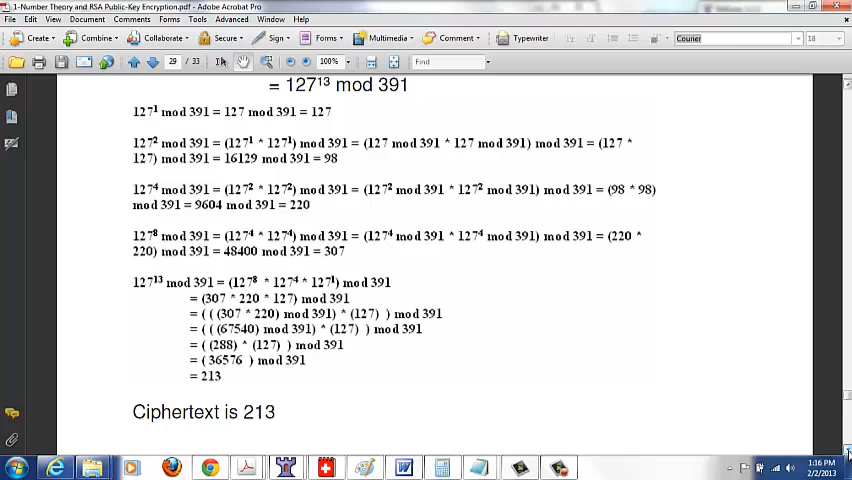 1-Number Theory and RSA Public-Key Encryption.pdf - Adobe Acrobat Pro
File Edit View Document Comments Forms Tools Advanced Window Help
Create Combine Collaborate Secure Sign Forms Multimedia Comment Typewriter Courier 18
29 / 33 100% Find
= 127¹³ mod 391
127¹ mod 391 = 127 mod 391 = 127
127² mod 391 = (127¹ * 127¹) mod 391 = (127 mod 391 * 127 mod 391) mod 391 = (127 *
127) mod 391 = 16129 mod 391 = 98
127⁴ mod 391 = (127² * 127²) mod 391 = (127² mod 391 * 127² mod 391) mod 391 = (98 * 98)
mod 391 = 9604 mod 391 = 220
127⁸ mod 391 = (127⁴ * 127⁴) mod 391 = (127⁴ mod 391 * 127⁴ mod 391) mod 391 = (220 *
220) mod 391 = 48400 mod 391 = 307
127¹³ mod 391 = (127⁸ * 127⁴ * 127¹) mod 391
= (307 * 220 * 127) mod 391
= ( ( (307 * 220) mod 391) * (127) ) mod 391
= ( ( (67540) mod 391) * (127) ) mod 391
= ( (288) * (127) ) mod 391
= ( 36576 ) mod 391
= 213
Ciphertext is 213
1:16 PM
2/2/2013